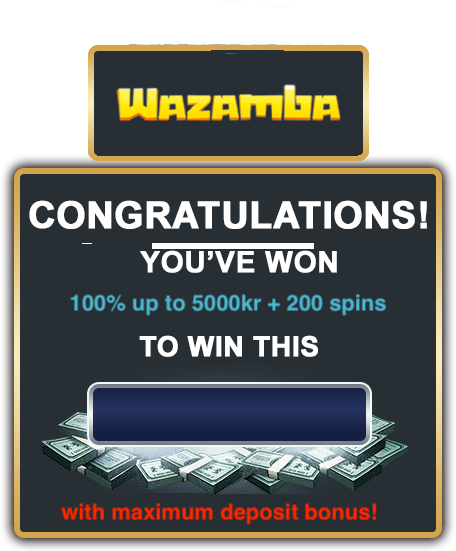 WAZAMBA
CONGRATULATIONS!
YOU'VE WON
100% up to 5000kr + 200 spins
TO WIN THIS
with maximum deposit bonus!